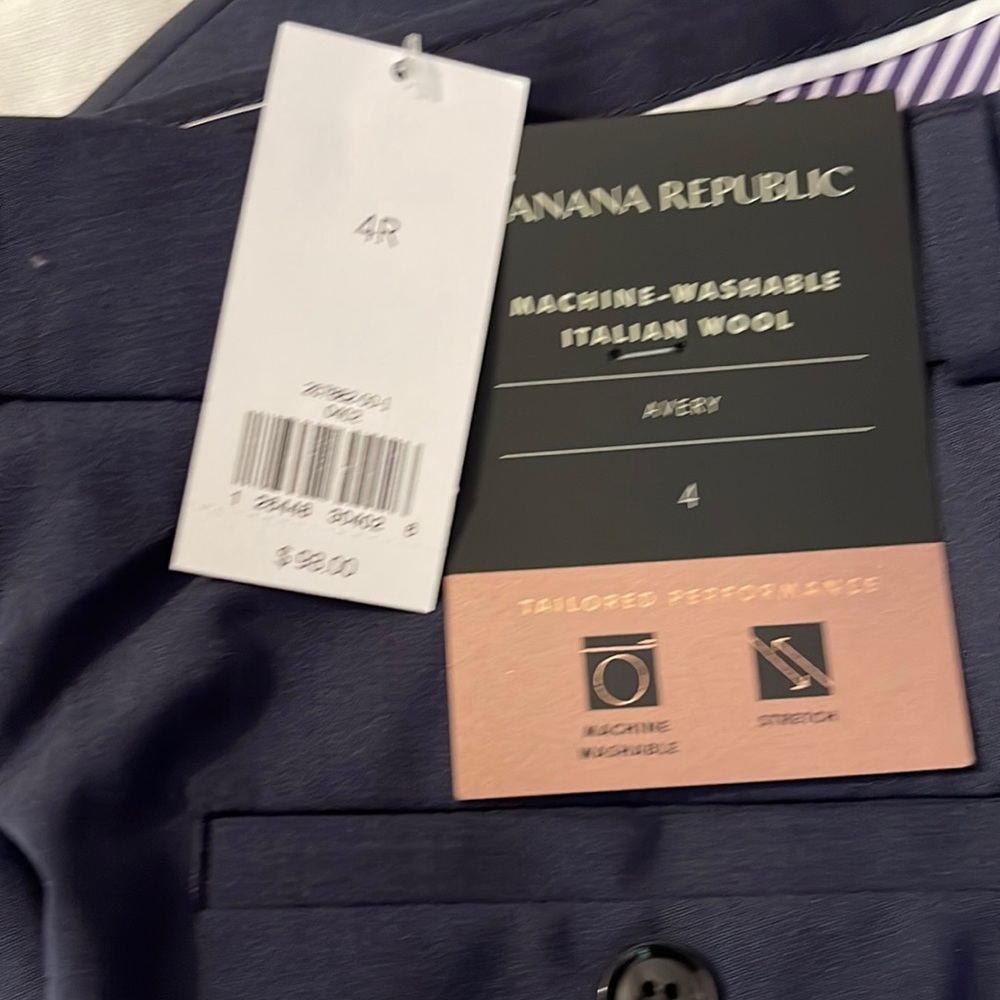 4R
$98.00
ANANA REPUBLIC
MACHINE-WASHABLE
ITALIAN WOOL
AVERY
4
TAILORED PERFORMANCE
MACHINE
WASHABLE
STRETCH